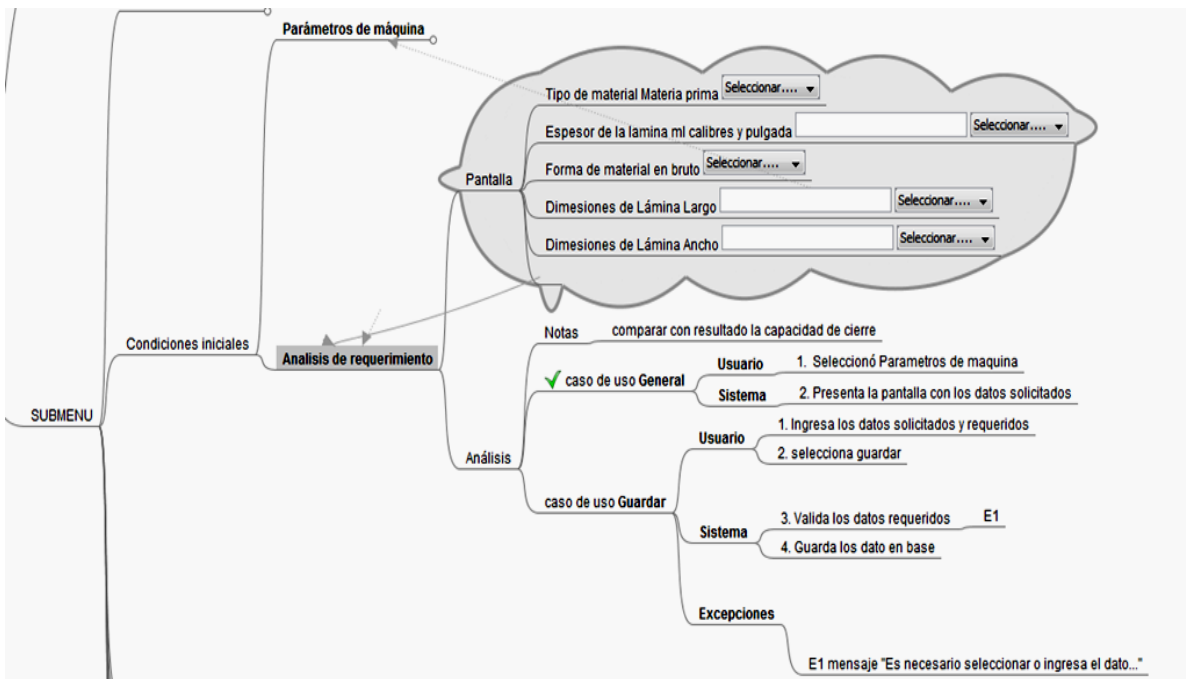 Parámetros de máquina
Tipo de material Materia prima Seleccionar.... 
Espesor de la lamina ml calibres y pulgada Seleccionar.... 
Forma de material en bruto Seleccionar.... 
Pantalla
Dimesiones de Lámina Largo Seleccionar.... 
Dimesiones de Lámina Ancho Seleccionar.... 
Condiciones iniciales
Analisis de requerimiento
Notas comparar con resultado la capacidad de cierre
caso de uso General
Usuario 1. Seleccionó Parametros de maquina
Sistema 2. Presenta la pantalla con los datos solicitados
SUBMENU
Análisis
caso de uso Guardar
Usuario
1. Ingresa los datos solicitados y requeridos
2. selecciona guardar
Sistema
3. Valida los datos requeridos E1
4. Guarda los dato en base
Excepciones
E1 mensaje "Es necesario seleccionar o ingresa el dato..."